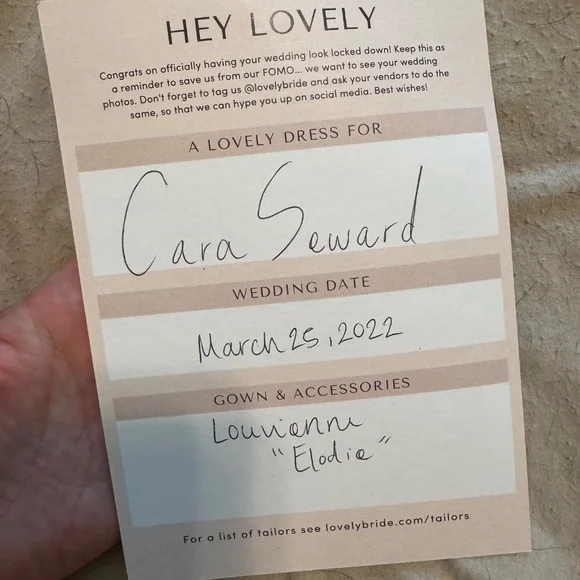 HEY LOVELY
Congrats on officially having your wedding look locked down! Keep this as
a reminder to save us from our FOMO... we want to see your wedding
photos. Don't forget to tag us @lovelybride and ask your vendors to do the
same, so that we can hype you up on social media. Best wishes!
A LOVELY DRESS FOR
Cara Seward
WEDDING DATE
March 25, 2022
GOWN & ACCESSORIES
Louvienne
"Elodie"
For a list of tailors see lovelybride.com/tailors